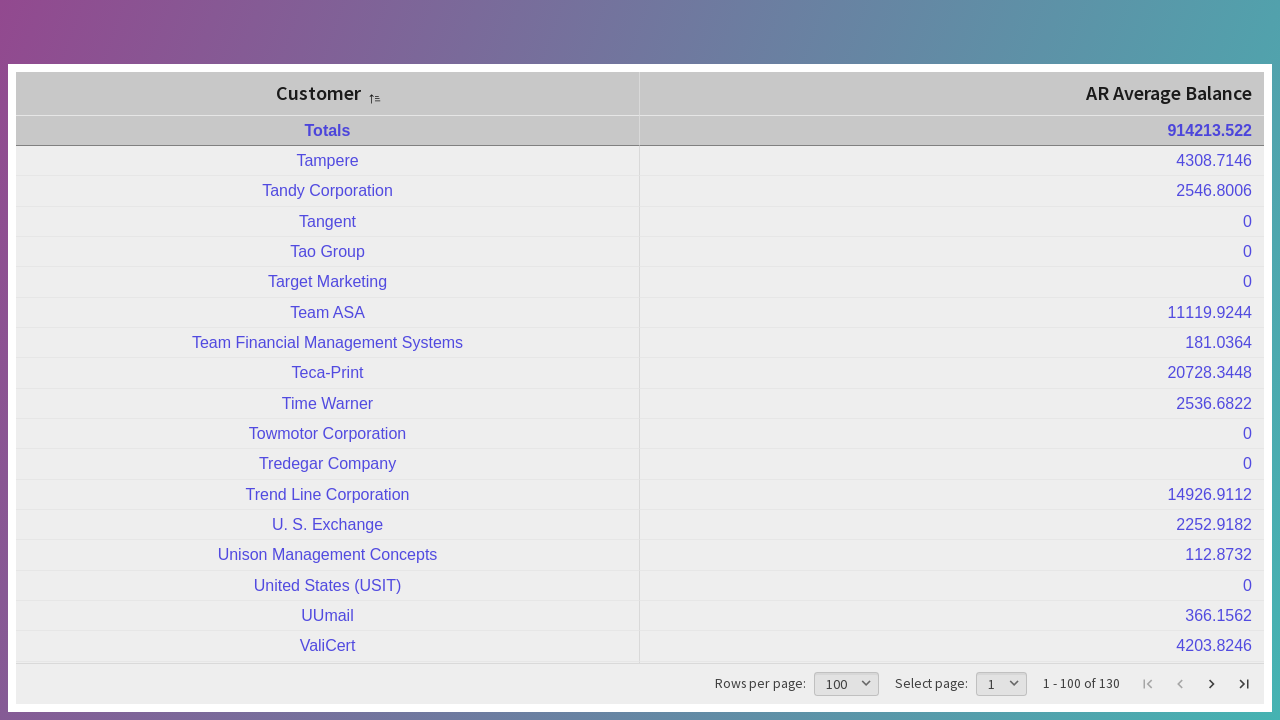 Customer AR Average Balance
Totals 914213.522
Tampere 4308.7146
Tandy Corporation 2546.8006
Tangent 0
Tao Group 0
Target Marketing 0
Team ASA 11119.9244
Team Financial Management Systems 181.0364
Teca-Print 20728.3448
Time Warner 2536.6822
Towmotor Corporation 0
Tredegar Company 0
Trend Line Corporation 14926.9112
U. S. Exchange 2252.9182
Unison Management Concepts 112.8732
United States (USIT) 0
UUmail 366.1562
ValiCert 4203.8246
Rows per page: 100 Select page: 1 1 - 100 of 130